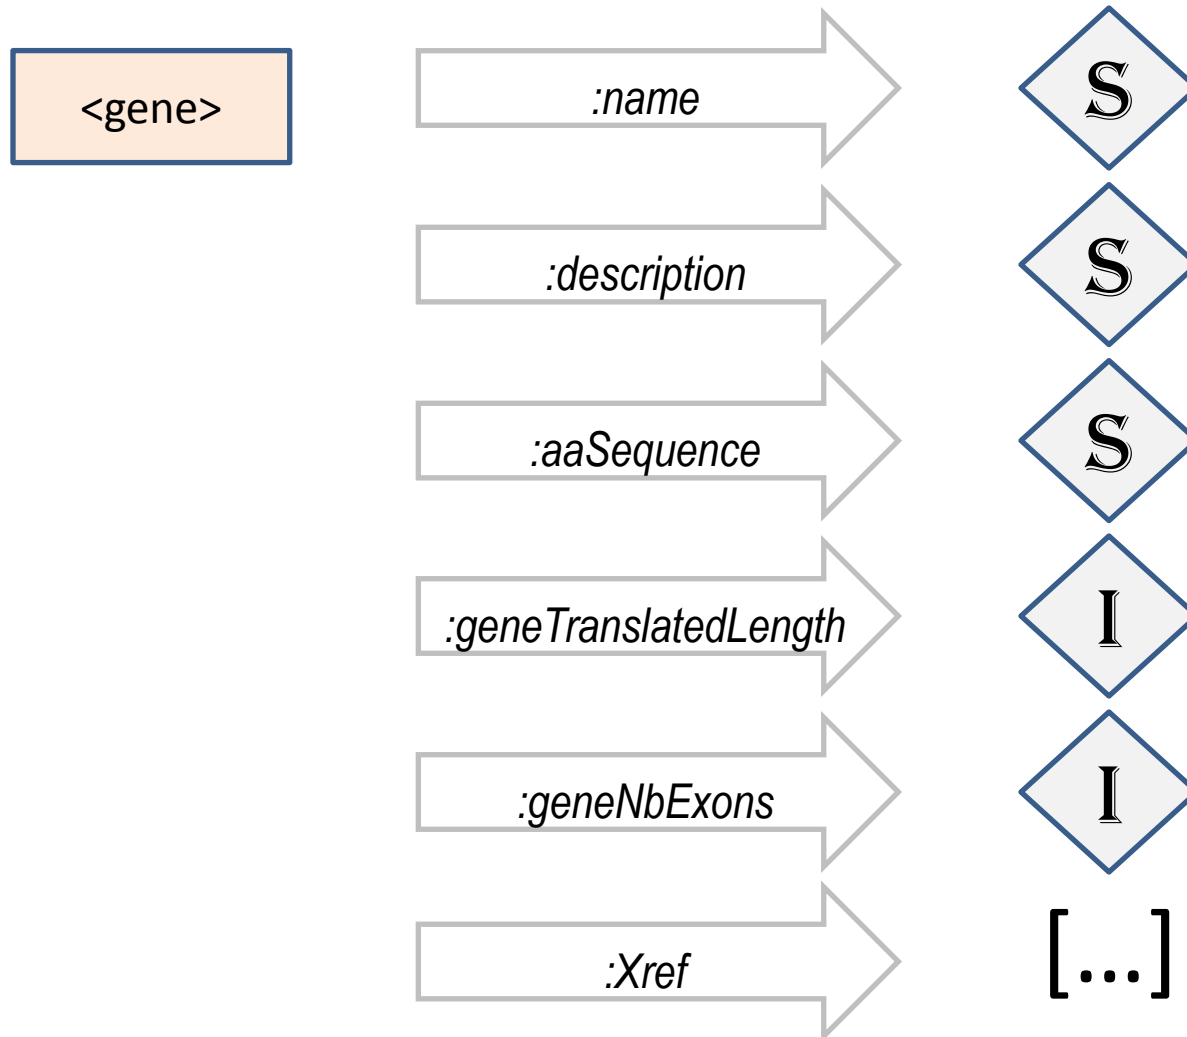 <gene>
:name
S
:description
S
:aaSequence
S
:geneTranslatedLength
I
:geneNbExons
I
:Xref
[...]